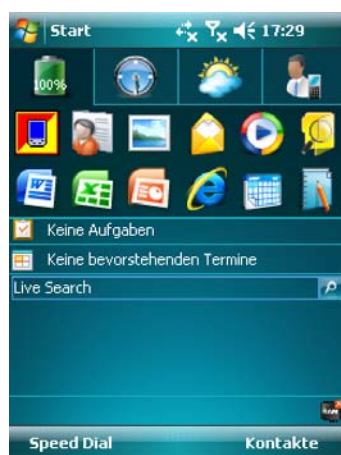 Start 17:29
100%
Keine Aufgaben
Keine bevorstehenden Termine
Live Search
Speed Dial Kontakte